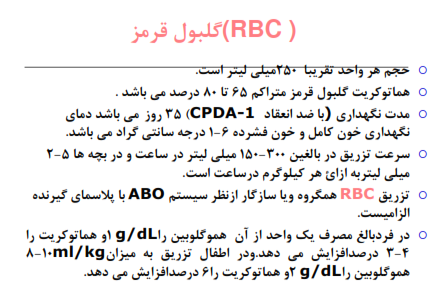 گلبول قرمز(RBC )
حجم هر واحد تقریبا ۲۵۰میلی لیتر است.
هماتوکریت گلبول قرمز متراکم ۶۵ تا ۸۰ درصد می باشد .
مدت نگهداری (با ضد انعقاد CPDA-1) ۳۵ روز می باشد دمای
نگهداری خون کامل و خون فشرده ۶-۱ درجه سانتی گراد می باشد.
سرعت تزریق در بالغین ۳۰۰-۱۵۰ میلی لیتر در ساعت و در بچه ها ۵-۲
میلی لیتربه ازائ هر کیلوگرم درساعت است.
تزریق RBC همگروه ویا سازگار ازنظر سیستم ABO با پلاسمای گیرنده
الزامیست.
در فردبالغ مصرف یک واحد از آن هموگلوبین را۱g/dL و هماتوکریت را
۴-۳ درصدافزایش می دهد.ودر اطفال تزریق به میزان۱۰ml/kg-۸
هموگلوبین را۲g/dL و هماتوکریت را۶ درصدافزایش می دهد.